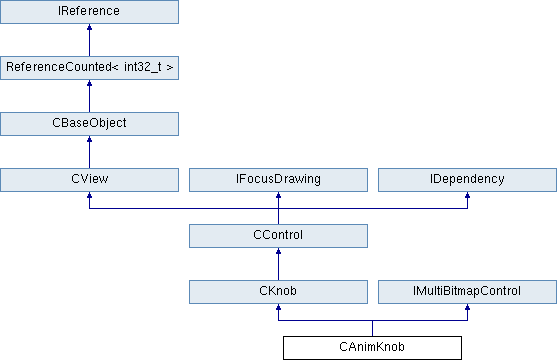 IReference
ReferenceCounted< int32_t >
CBaseObject
CView
IFocusDrawing
IDependency
CControl
CKnob
IMultiBitmapControl
CAnimKnob